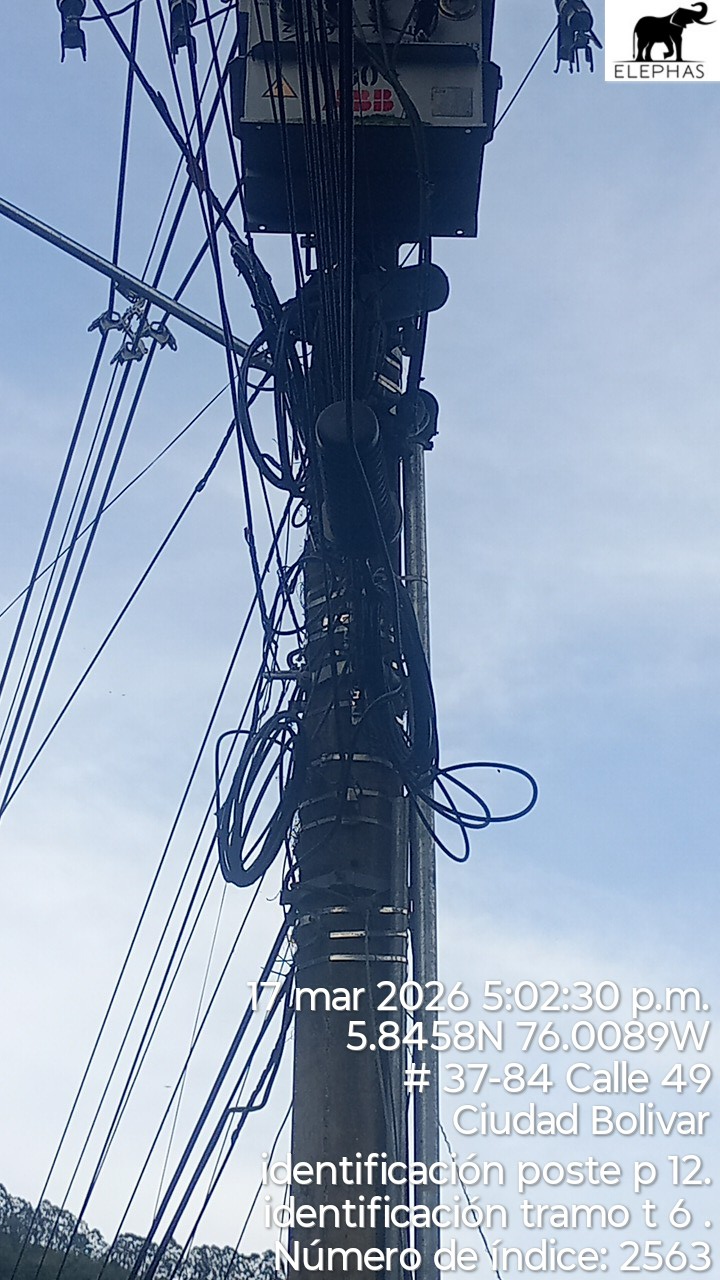 ELEPHAS
ABB
17 mar 2026 5:02:30 p.m.
5.8458N 76.0089W
# 37-84 Calle 49
Ciudad Bolivar
identificación poste p 12.
identificación tramo t 6 .
Número de índice: 2563